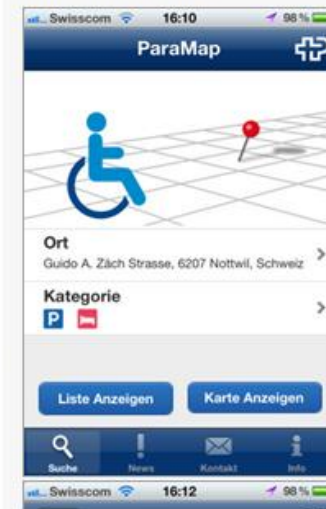 Swisscom 16:10 98 %
ParaMap
Ort
Guido A. Zäch Strasse, 6207 Nottwil, Schweiz
Kategorie
P
Liste Anzeigen Karte Anzeigen
Suche News Kontakt Info
Swisscom 16:12 98 %